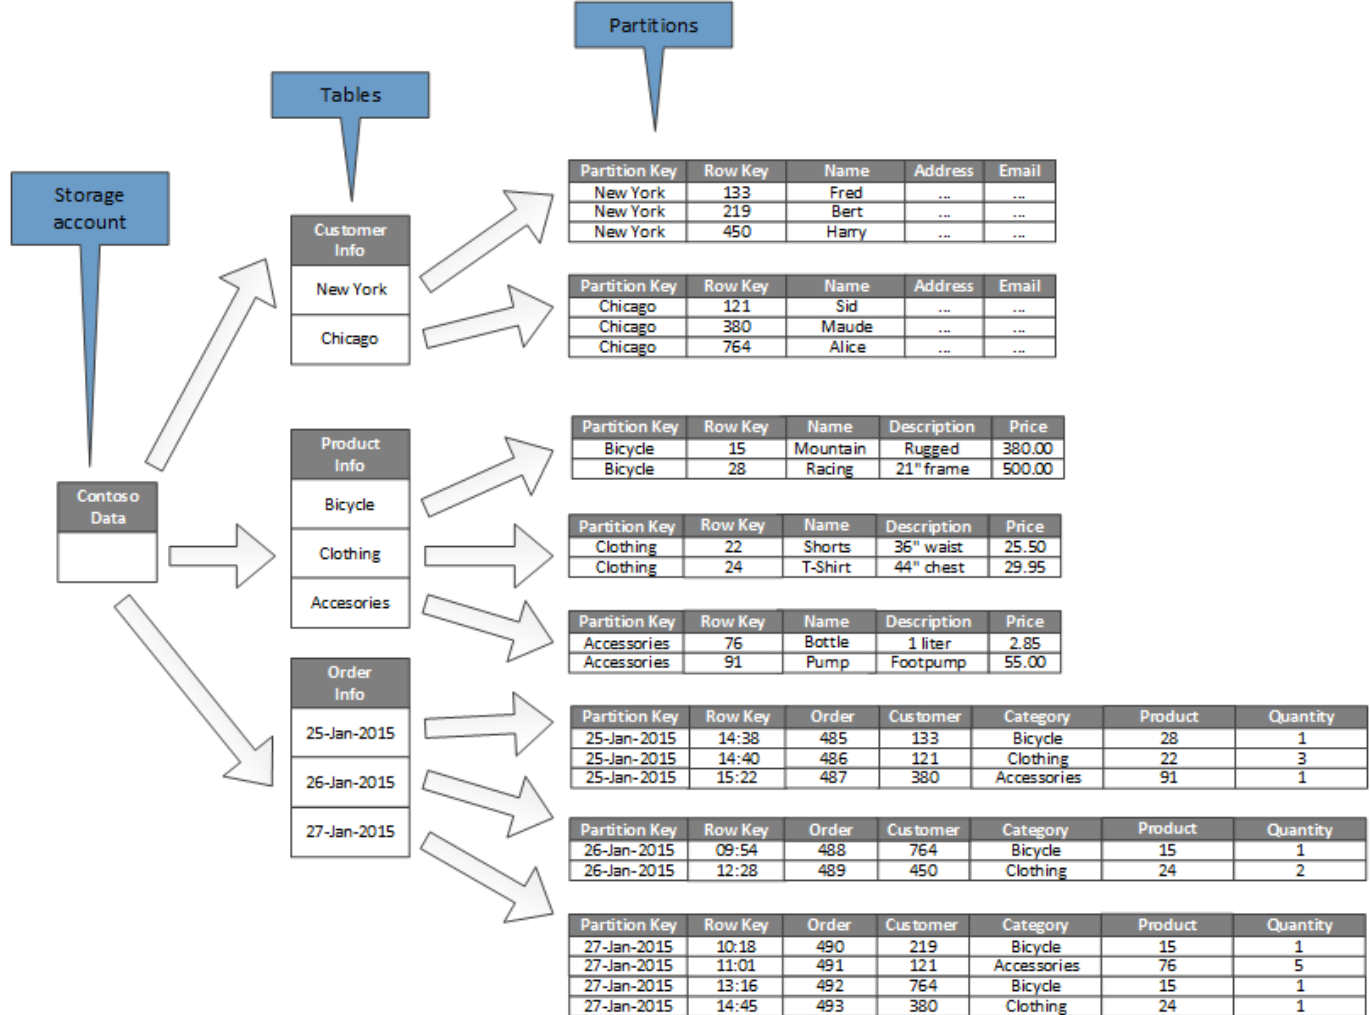 Partitions
Tables
Storage
account
Customer
Info
New York
Chicago
Partition Key Row Key Name Address Email
New York 133 Fred ... ...
New York 219 Bert ... ...
New York 450 Harry ... ...
Partition Key Row Key Name Address Email
Chicago 121 Sid ... ...
Chicago 380 Maude ... ...
Chicago 764 Alice ... ...
Contoso
Data
Product
Info
Bicycle
Clothing
Accesories
Partition Key Row Key Name Description Price
Bicycle 15 Mountain Rugged 380.00
Bicycle 28 Racing 21" frame 500.00
Partition Key Row Key Name Description Price
Clothing 22 Shorts 36" waist 25.50
Clothing 24 T-Shirt 44" chest 29.95
Partition Key Row Key Name Description Price
Accessories 76 Bottle 1 liter 2.85
Accessories 91 Pump Footpump 55.00
Order
Info
25-Jan-2015
26-Jan-2015
27-Jan-2015
Partition Key Row Key Order Customer Category Product Quantity
25-Jan-2015 14:38 485 133 Bicycle 28 1
25-Jan-2015 14:40 486 121 Clothing 22 3
25-Jan-2015 15:22 487 380 Accessories 91 1
Partition Key Row Key Order Customer Category Product Quantity
26-Jan-2015 09:54 488 764 Bicycle 15 1
26-Jan-2015 12:28 489 450 Clothing 24 2
Partition Key Row Key Order Customer Category Product Quantity
27-Jan-2015 10:18 490 219 Bicycle 15 1
27-Jan-2015 11:01 491 121 Accessories 76 5
27-Jan-2015 13:16 492 764 Bicycle 15 1
27-Jan-2015 14:45 493 380 Clothing 24 1